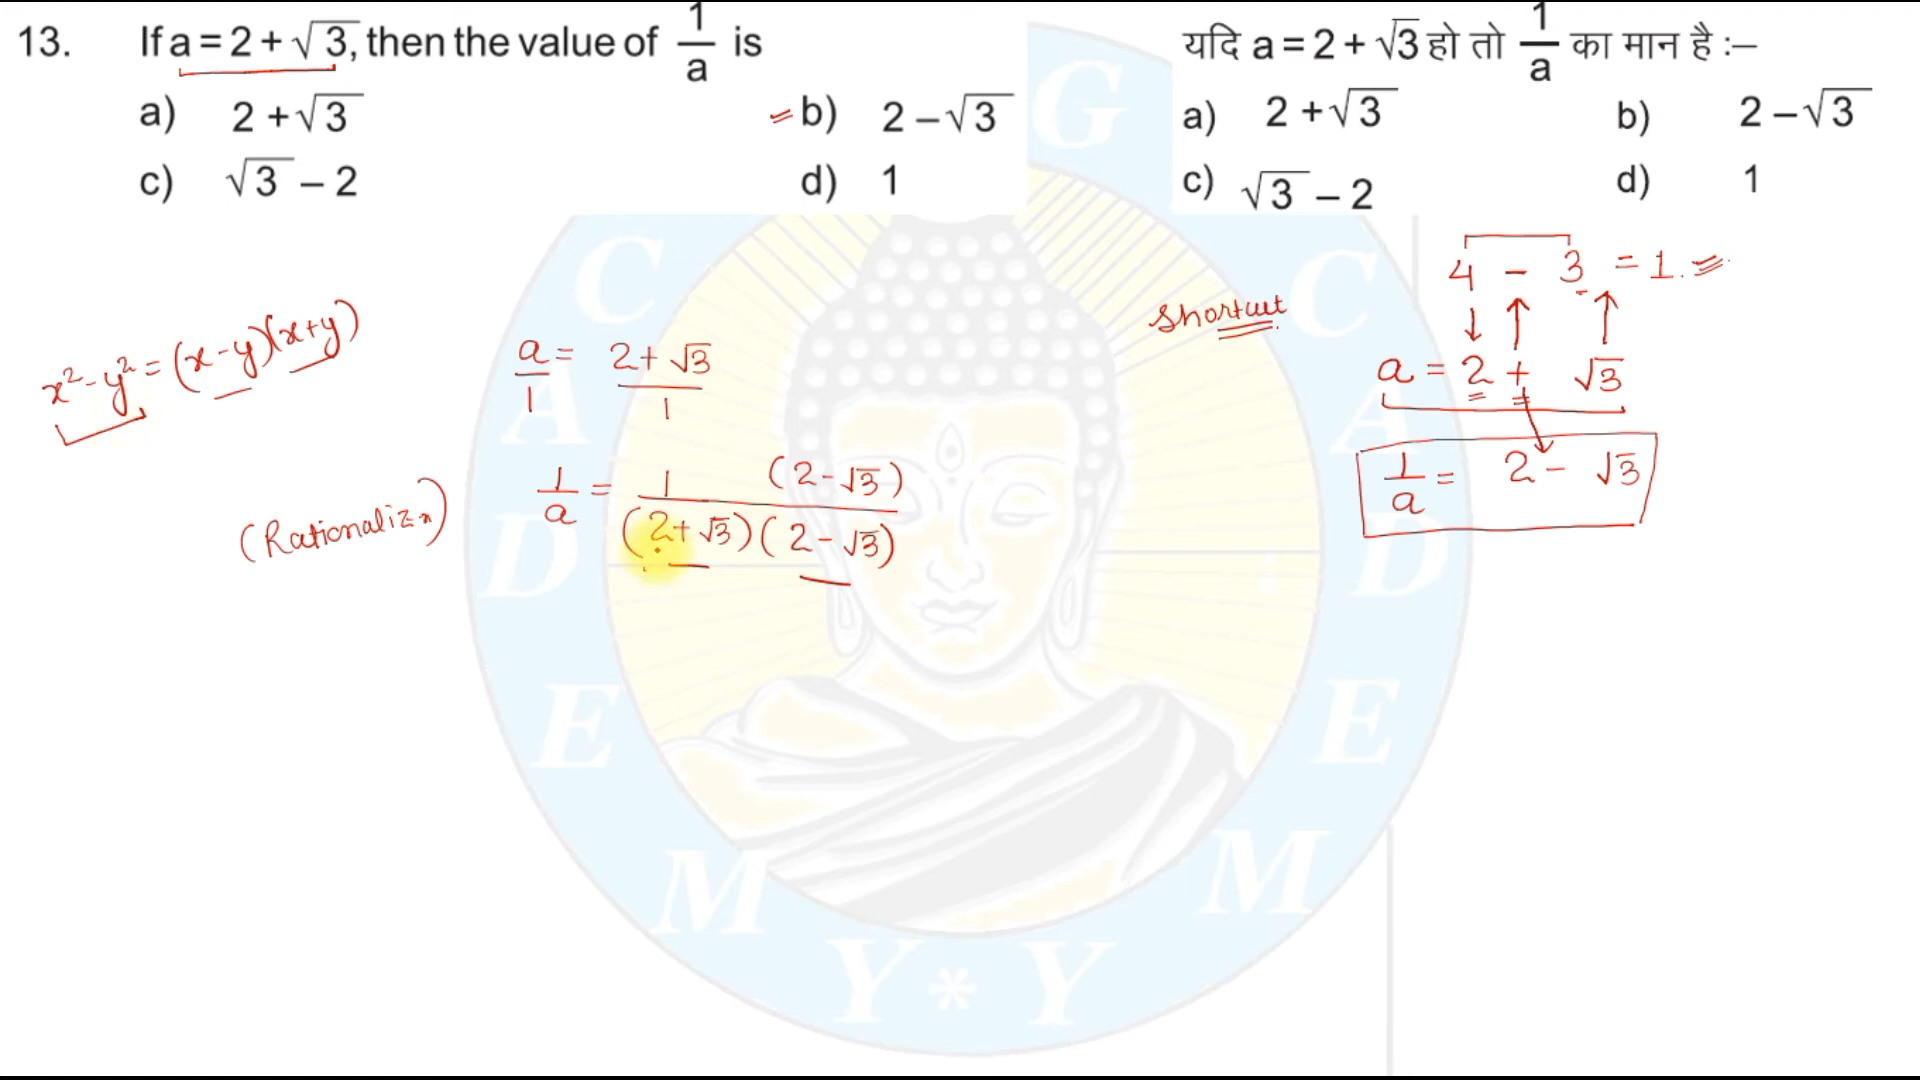 13. If a = 2 + √3, then the value of 1/a is
a) 2 + √3 b) 2 – √3
c) √3 – 2 d) 1
यदि a = 2 + √3 हो तो 1/a का मान है :–
a) 2 + √3 b) 2 – √3
c) √3 – 2 d) 1
x² - y² = (x - y)(x + y)
a/1 = 2 + √3/1
(Rationalizn)
1/a = 1 (2 - √3)/(2 + √3)(2 - √3)
Shortcut
4 - 3 = 1.
a = 2 + √3
1/a = 2 - √3
G
C C
A A
D D
E E
M M
Y * Y